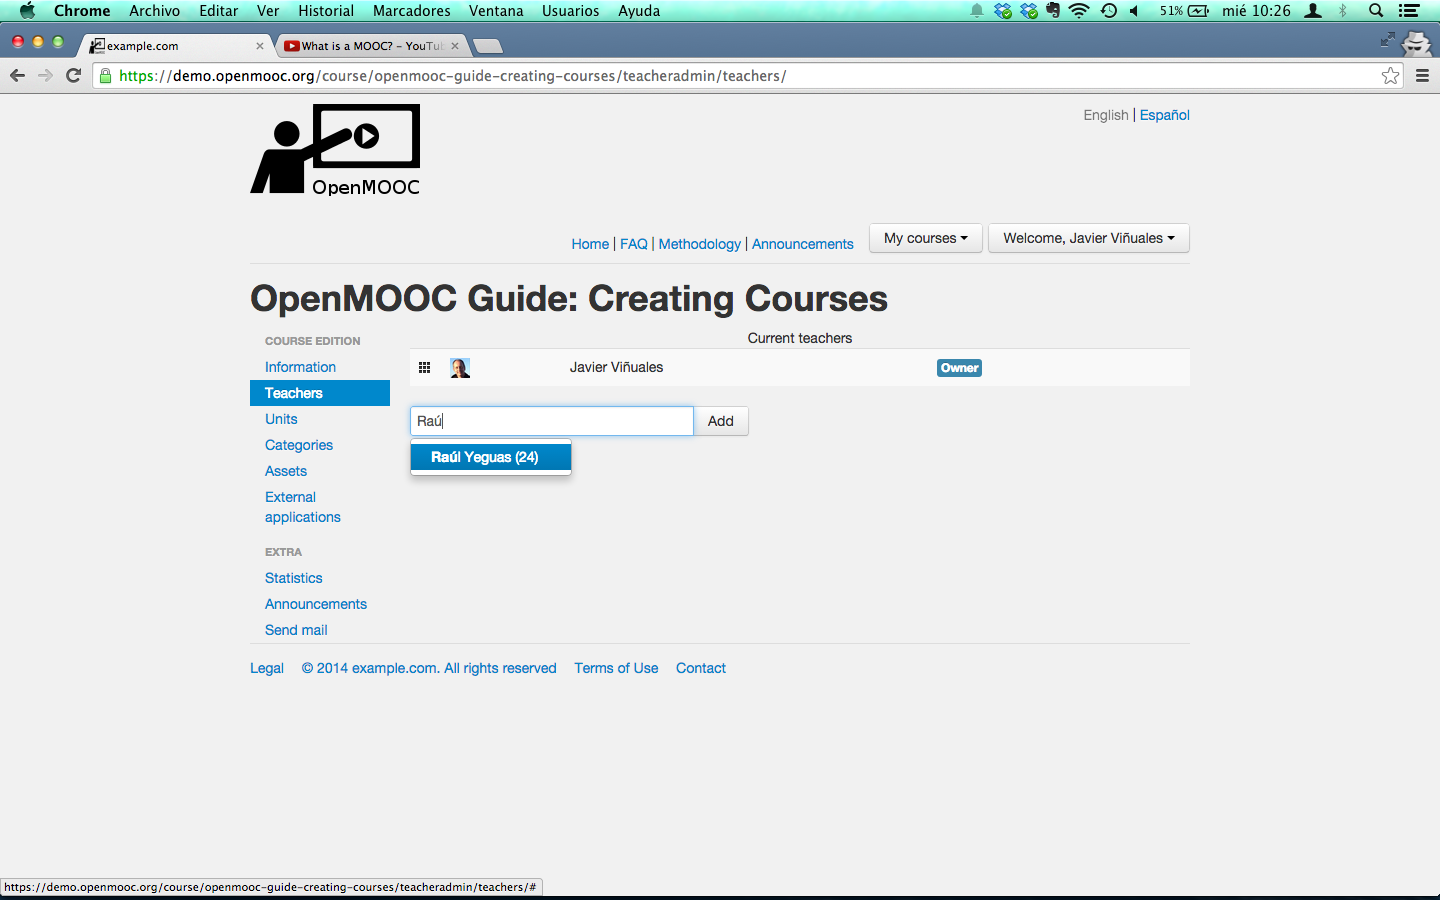 Chrome Archivo Editar Ver Historial Marcadores Ventana Usuarios Ayuda 51% mié 10:26
example.com What is a MOOC? – YouTu
https://demo.openmooc.org/course/openmooc-guide-creating-courses/teacheradmin/teachers/
English | Español
OpenMOOC
Home | FAQ | Methodology | Announcements My courses Welcome, Javier Viñuales
OpenMOOC Guide: Creating Courses
COURSE EDITION
Information
Teachers
Units
Categories
Assets
External
applications
EXTRA
Statistics
Announcements
Send mail
Current teachers
Javier Viñuales Owner
Raú Add
Raúl Yeguas (24)
Legal © 2014 example.com. All rights reserved Terms of Use Contact
https://demo.openmooc.org/course/openmooc-guide-creating-courses/teacheradmin/teachers/#